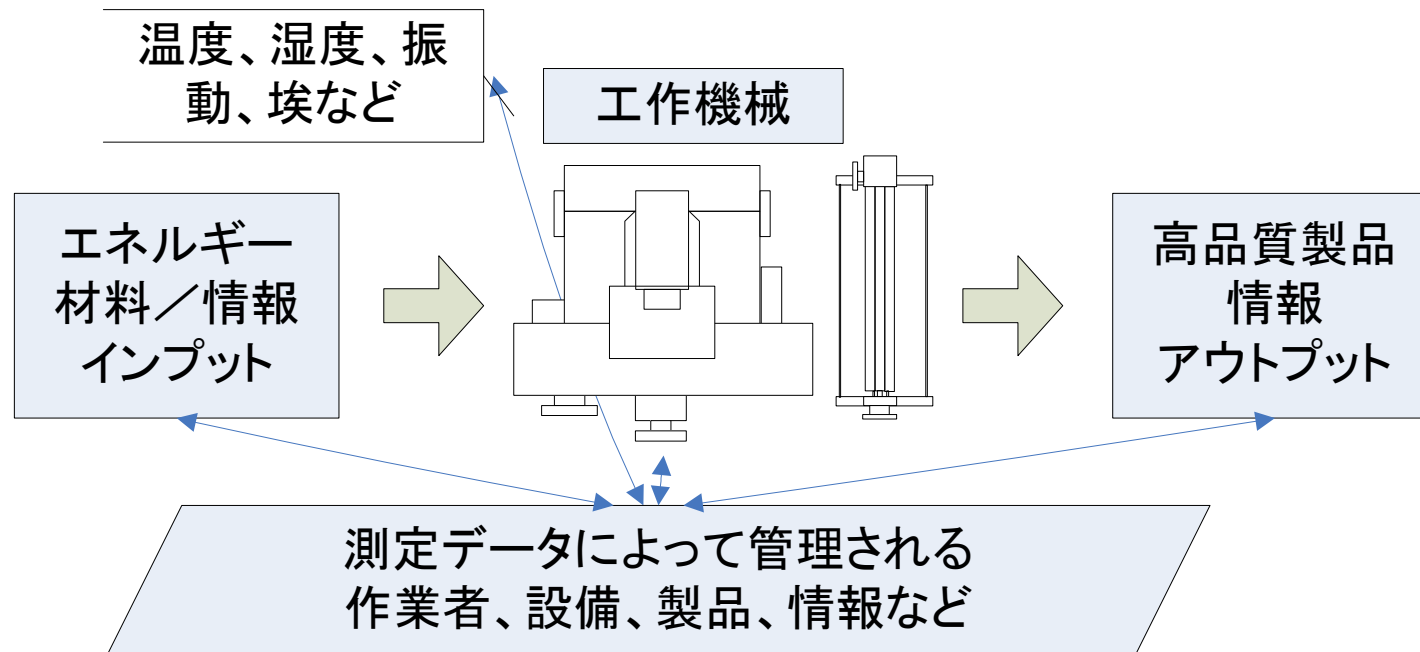 温度、湿度、振
動、埃など
工作機械
エネルギー
材料／情報
インプット
高品質製品
情報
アウトプット
測定データによって管理される
作業者、設備、製品、情報など